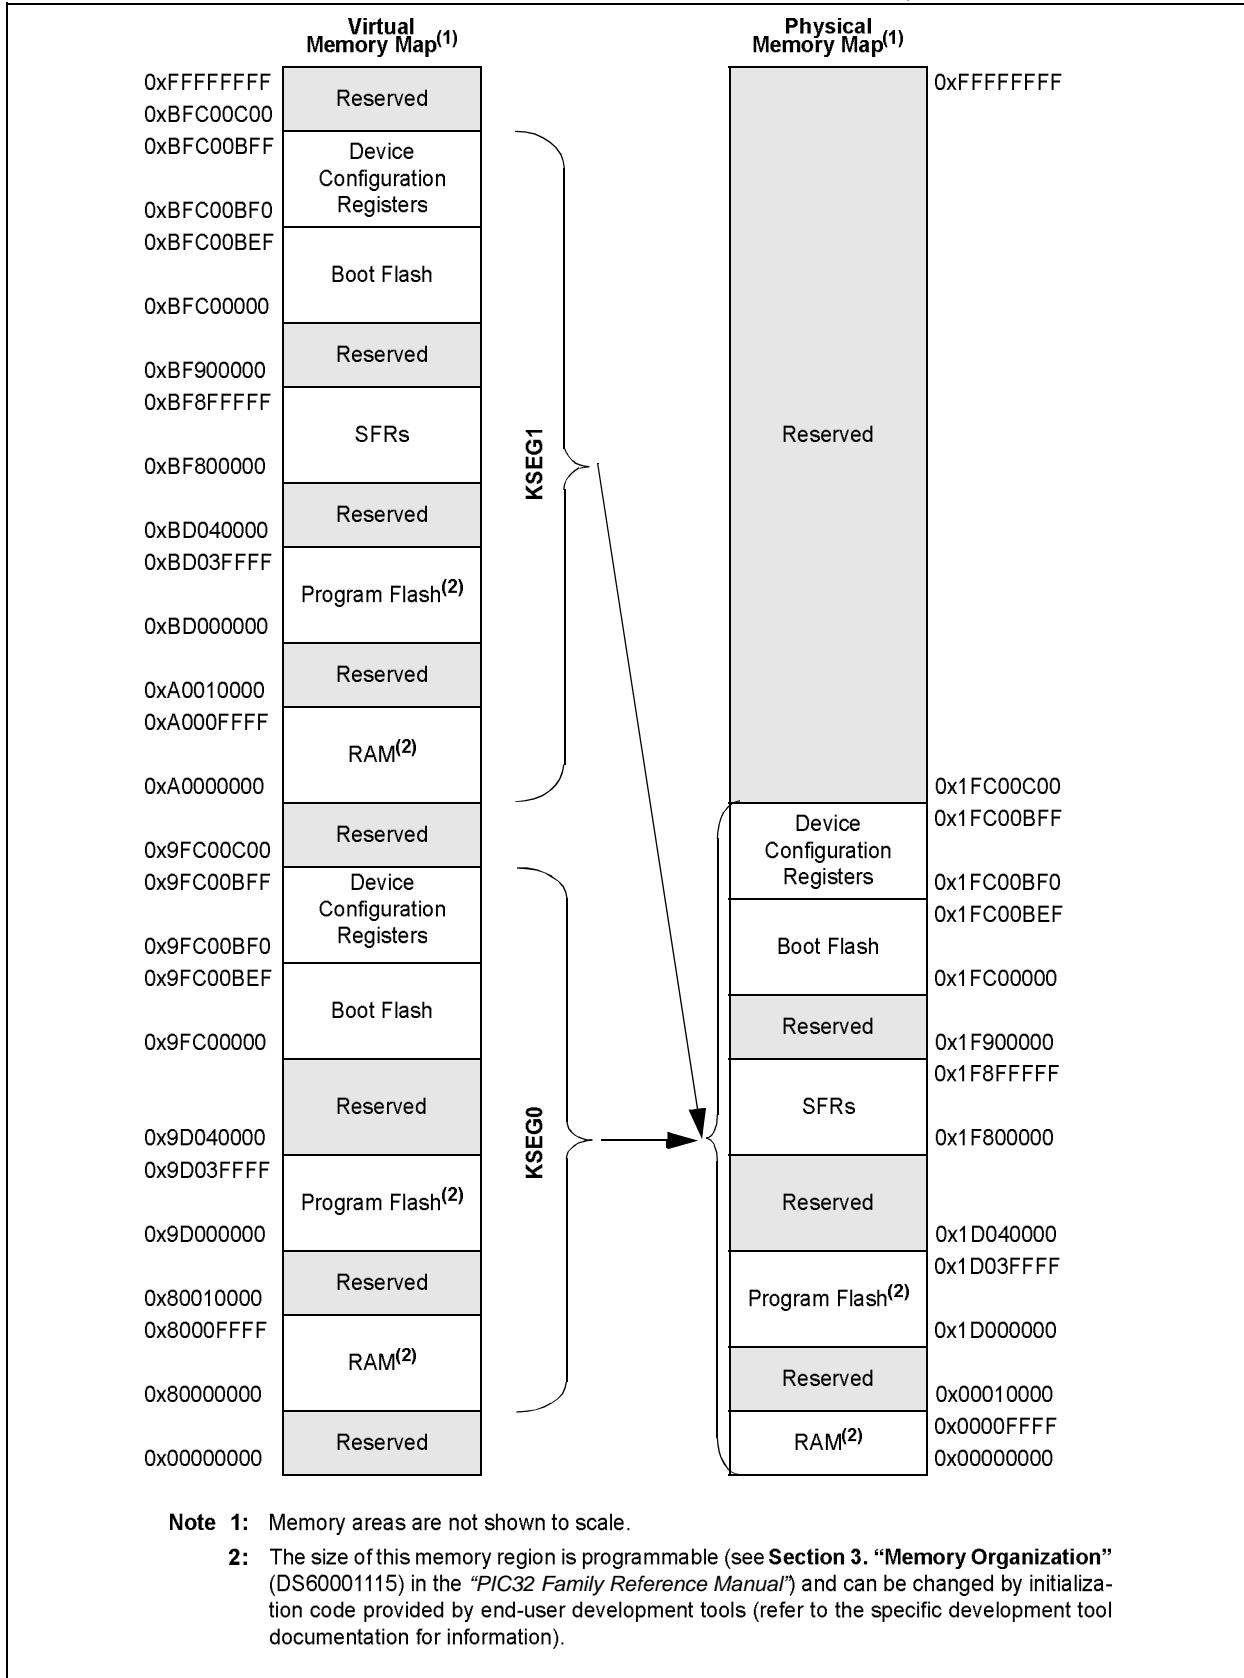 Virtual
Memory Map(1)
0xFFFFFFFF
Reserved
0xBFC00C00
0xBFC00BFF
Device
Configuration
Registers
0xBFC00BF0
0xBFC00BEF
Boot Flash
0xBFC00000
Reserved
0xBF900000
0xBF8FFFFF
SFRs
0xBF800000
Reserved
0xBD040000
0xBD03FFFF
Program Flash(2)
0xBD000000
Reserved
0xA0010000
0xA000FFFF
RAM(2)
0xA0000000
Reserved
0x9FC00C00
0x9FC00BFF
Device
Configuration
Registers
0x9FC00BF0
0x9FC00BEF
Boot Flash
0x9FC00000
Reserved
0x9D040000
0x9D03FFFF
Program Flash(2)
0x9D000000
Reserved
0x80010000
0x8000FFFF
RAM(2)
0x80000000
Reserved
0x00000000
KSEG1
KSEG0
Physical
Memory Map(1)
0xFFFFFFFF
Reserved
0x1FC00C00
0x1FC00BFF
Device
Configuration
Registers
0x1FC00BF0
0x1FC00BEF
Boot Flash
0x1FC00000
Reserved
0x1F900000
0x1F8FFFFF
SFRs
0x1F800000
Reserved
0x1D040000
0x1D03FFFF
Program Flash(2)
0x1D000000
Reserved
0x00010000
0x0000FFFF
RAM(2)
0x00000000
Note 1: Memory areas are not shown to scale.
2: The size of this memory region is programmable (see Section 3. “Memory Organization”
(DS60001115) in the “PIC32 Family Reference Manual”) and can be changed by initializa-
tion code provided by end-user development tools (refer to the specific development tool
documentation for information).